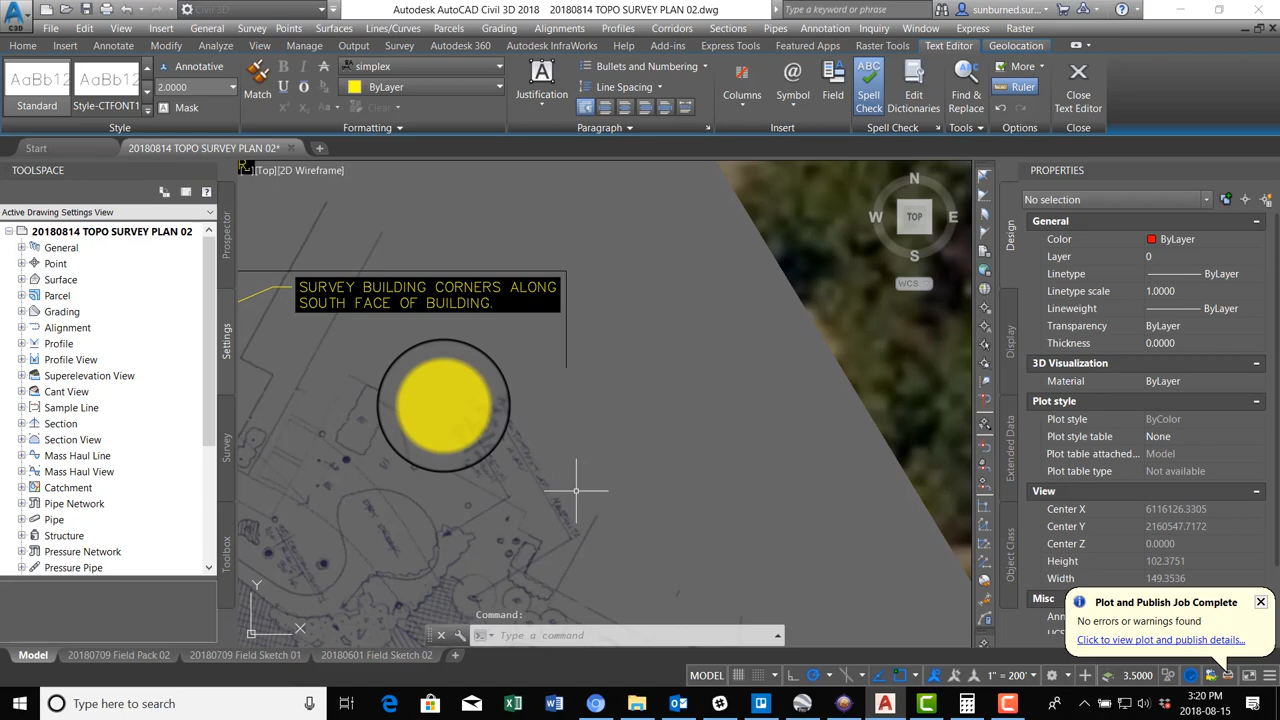 A
C3D
Civil 3D
Autodesk AutoCAD Civil 3D 2018 20180814 TOPO SURVEY PLAN 02.dwg
Type a keyword or phrase
sunburned.sur...
File Edit View Insert General Survey Points Surfaces Lines/Curves Parcels Grading Alignments Profiles Corridors Sections Pipes Annotation Inquiry Window Express Raster
Home Insert Annotate Modify Analyze View Manage Output Survey Autodesk 360 Autodesk InfraWorks Help Add-ins Express Tools Featured Apps Raster Tools Text Editor Geolocation
AaBb12 AaBb12
Standard Style-CTFONT1
Annotative
2.0000
Mask
Style
Match
B I A
U O
simplex
ByLayer
Clear
Formatting
Justification
Bullets and Numbering
Line Spacing
Paragraph
Columns
Symbol
Field
Insert
ABC
Spell
Check
Edit
Dictionaries
Spell Check
Find &
Replace
Tools
More
Ruler
Options
Close
Text Editor
Close
Start
20180814 TOPO SURVEY PLAN 02*
TOOLSPACE
Active Drawing Settings View
20180814 TOPO SURVEY PLAN 02
General
Point
Surface
Parcel
Grading
Alignment
Profile
Profile View
Superelevation View
Cant View
Sample Line
Section
Section View
Mass Haul Line
Mass Haul View
Catchment
Pipe Network
Pipe
Structure
Pressure Network
Pressure Pipe
Prospector
Settings
Survey
Toolbox
[-][Top][2D Wireframe]
SURVEY BUILDING CORNERS ALONG
SOUTH FACE OF BUILDING.
N
W TOP E
S
WCS
Y
X
Command:
Type a command
PROPERTIES
No selection
Design
Display
Extended Data
Object Class
General
Color ByLayer
Layer 0
Linetype ByLayer
Linetype scale 1.0000
Lineweight ByLayer
Transparency ByLayer
Thickness 0.0000
3D Visualization
Material ByLayer
Plot style
Plot style ByColor
Plot style table None
Plot table attached... Model
Plot table type Not available
View
Center X 6116126.3305
Center Y 2160547.7172
Center Z 0.0000
Height 102.3751
Width 149.3536
Misc
Plot and Publish Job Complete
No errors or warnings found
Click to view plot and publish details...
Model 20180709 Field Pack 02 20180709 Field Sketch 01 20180601 Field Sketch 02
MODEL
1" = 200'
3.5000
Type here to search
3:20 PM
2018-08-15